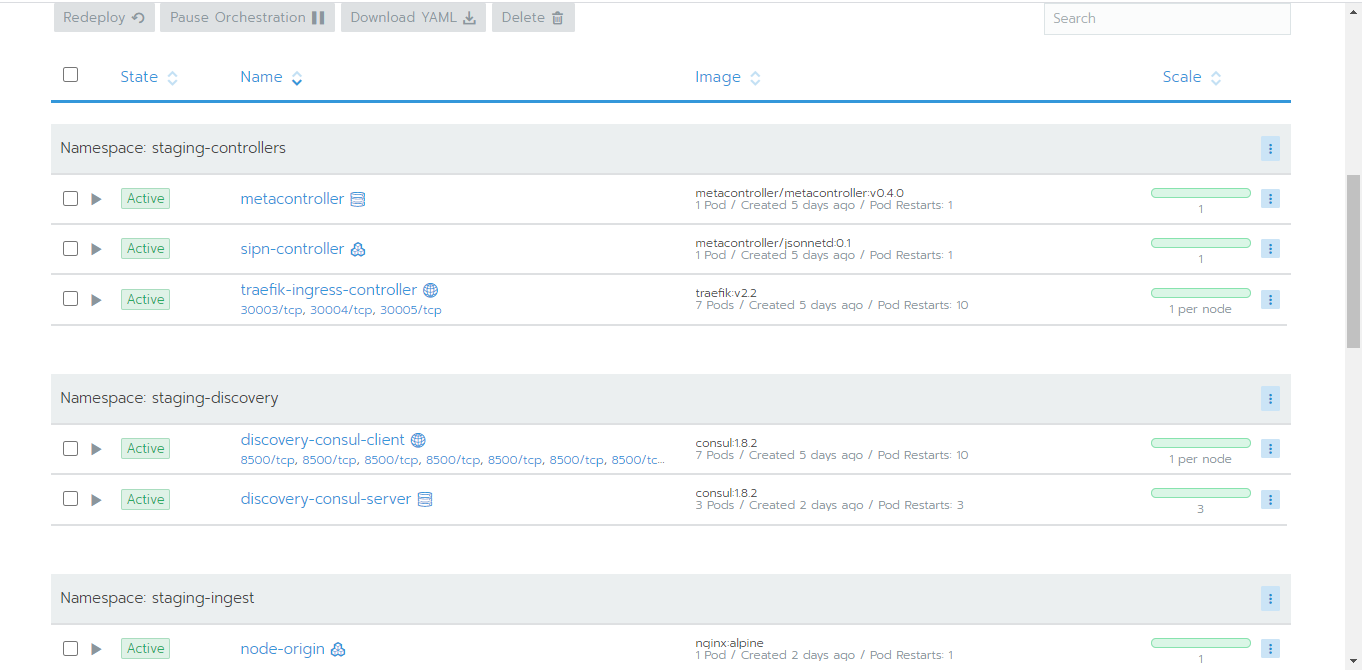 Redeploy Pause Orchestration Download YAML Delete Search
State Name Image Scale
Namespace: staging-controllers
Active metacontroller metacontroller/metacontroller:v0.4.0
1 Pod / Created 5 days ago / Pod Restarts: 1
1
Active sipn-controller metacontroller/jsonnetd:0.1
1 Pod / Created 5 days ago / Pod Restarts: 1
1
Active traefik-ingress-controller traefik:v2.2
30003/tcp, 30004/tcp, 30005/tcp 7 Pods / Created 5 days ago / Pod Restarts: 10
1 per node
Namespace: staging-discovery
Active discovery-consul-client consul:1.8.2
8500/tcp, 8500/tcp, 8500/tcp, 8500/tcp, 8500/tcp, 8500/tcp, 8500/tc... 7 Pods / Created 5 days ago / Pod Restarts: 10
1 per node
Active discovery-consul-server consul:1.8.2
3 Pods / Created 2 days ago / Pod Restarts: 3
3
Namespace: staging-ingest
Active node-origin nginx:alpine
1 Pod / Created 2 days ago / Pod Restarts: 1
1